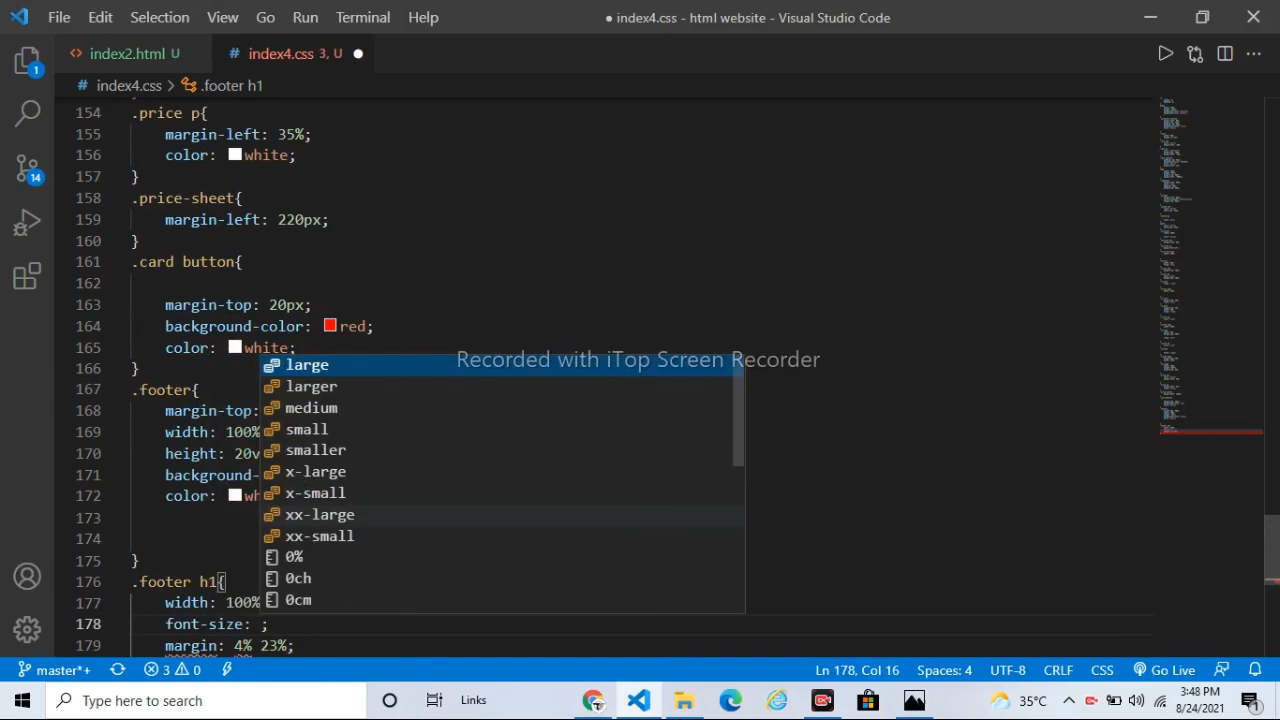 File Edit Selection View Go Run Terminal Help
● index4.css - html website - Visual Studio Code
<> index2.html U
# index4.css 3, U ●
# index4.css > .footer h1
154 .price p{
155 margin-left: 35%;
156 color: white;
157 }
158 .price-sheet{
159 margin-left: 220px;
160 }
161 .card button{
162
163 margin-top: 20px;
164 background-color: red;
165 color: white;
166 }
167 .footer{
168 margin-top:
169 width: 100%
170 height: 20v
171 background-
172 color: wh
173
174
175 }
176 .footer h1{
177 width: 100%
178 font-size: ;
179 margin: 4% 23%;
large
larger
medium
small
smaller
x-large
x-small
xx-large
xx-small
0%
0ch
0cm
Recorded with iTop Screen Recorder
1
14
master*+ 3 0 Ln 178, Col 16 Spaces: 4 UTF-8 CRLF CSS Go Live
Type here to search Links 35°C 3:48 PM
8/24/2021
1